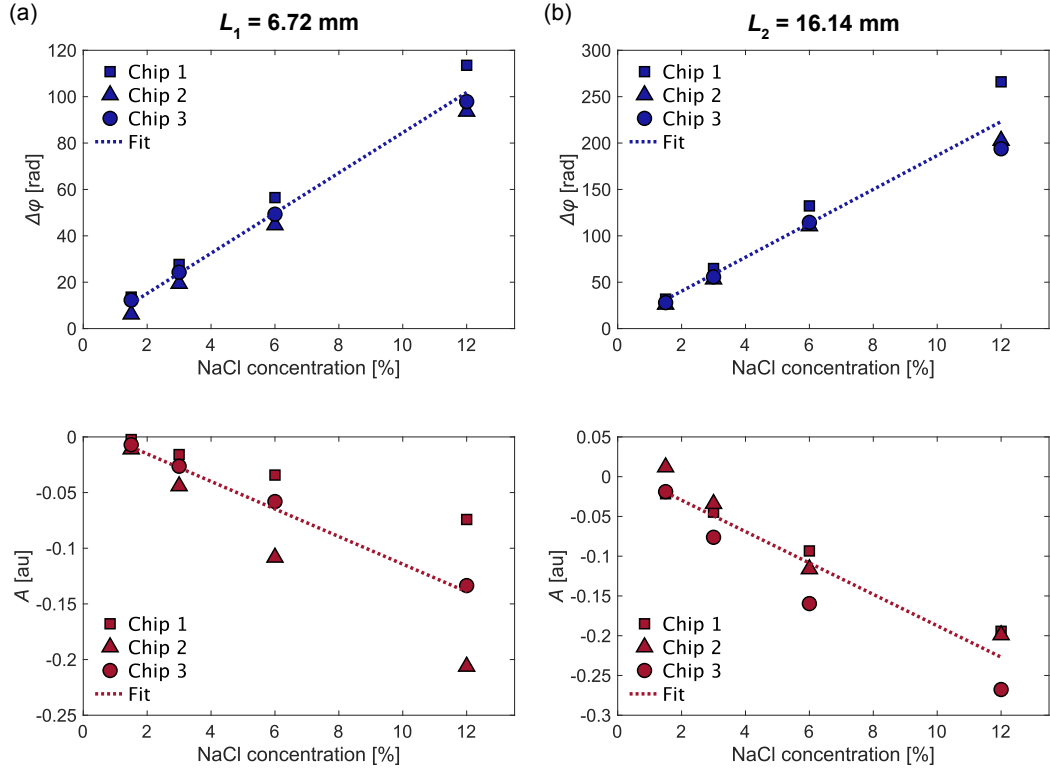 (a)
L1 = 6.72 mm
120
100
80
60
40
20
0
Δφ [rad]
Chip 1
Chip 2
Chip 3
Fit
0 2 4 6 8 10 12
NaCl concentration [%]
(b)
L2 = 16.14 mm
300
250
200
150
100
50
0
Δφ [rad]
Chip 1
Chip 2
Chip 3
Fit
0 2 4 6 8 10 12
NaCl concentration [%]
0
-0.05
-0.1
-0.15
-0.2
-0.25
A [au]
Chip 1
Chip 2
Chip 3
Fit
0 2 4 6 8 10 12
NaCl concentration [%]
0.05
0
-0.05
-0.1
-0.15
-0.2
-0.25
-0.3
A [au]
Chip 1
Chip 2
Chip 3
Fit
0 2 4 6 8 10 12
NaCl concentration [%]